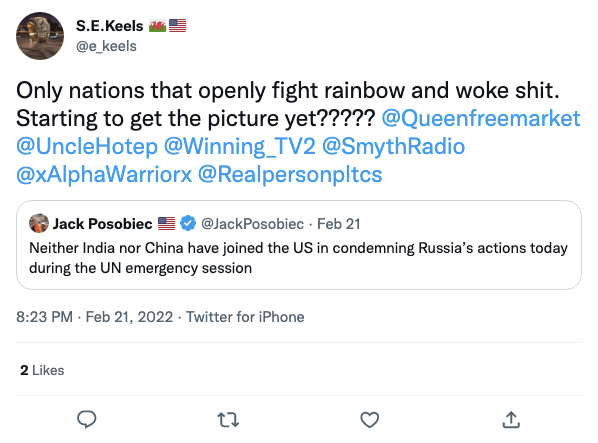 S.E.Keels 🏴󠁧󠁢󠁷󠁬󠁳󠁿🇺🇸
@e_keels
Only nations that openly fight rainbow and woke shit.
Starting to get the picture yet????? @Queenfreemarket
@UncleHotep @Winning_TV2 @SmythRadio
@xAlphaWarriorx @Realpersonpltcs
Jack Posobiec 🇺🇸 @JackPosobiec · Feb 21
Neither India nor China have joined the US in condemning Russia’s actions today
during the UN emergency session
8:23 PM · Feb 21, 2022 · Twitter for iPhone
2 Likes